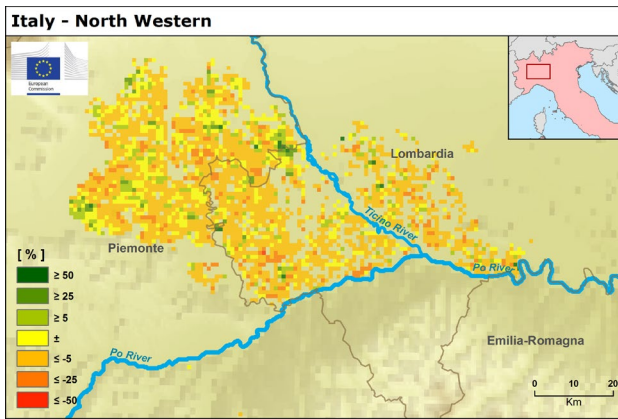 Italy - North Western
European
Commission
Lombardia
Ticino River
Piemonte
[ % ]
≥ 50
≥ 25
≥ 5
±
≤ -5
≤ -25
≤ -50
Po River
Po River
Emilia-Romagna
0 10 20
Km